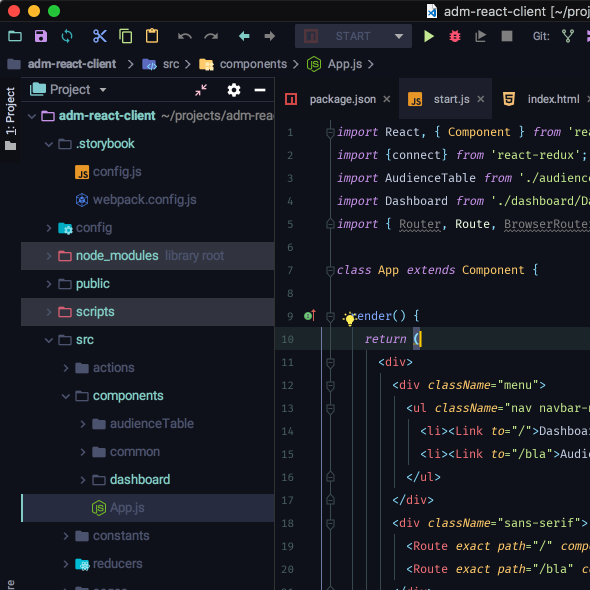 adm-react-client [~/proj
START
Git:
adm-react-client
src
components
App.js
1: Project
Project
package.json
start.js
index.html
adm-react-client ~/projects/adm-rea
.storybook
config.js
webpack.config.js
config
node_modules library root
public
scripts
src
actions
components
audienceTable
common
dashboard
App.js
constants
reducers
1 import React, { Component } from 'rea
2 import {connect} from 'react-redux';
3 import AudienceTable from './audienc
4 import Dashboard from './dashboard/Da
5 import { Router, Route, BrowserRoute
6
7 class App extends Component {
8
9 ender() {
10 return (
11 <div>
12 <div className="menu">
13 <ul className="nav navbar-n
14 <li><Link to="/">Dashboa
15 <li><Link to="/bla">Audi
16 </ul>
17 </div>
18 <div className="sans-serif">
19 <Route exact path="/" compo
20 <Route exact path="/bla" c